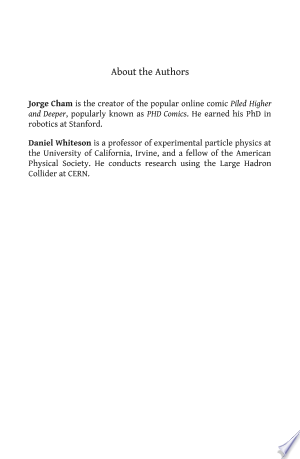 About the Authors
Jorge Cham is the creator of the popular online comic Piled Higher
and Deeper, popularly known as PHD Comics. He earned his PhD in
robotics at Stanford.
Daniel Whiteson is a professor of experimental particle physics at
the University of California, Irvine, and a fellow of the American
Physical Society. He conducts research using the Large Hadron
Collider at CERN.